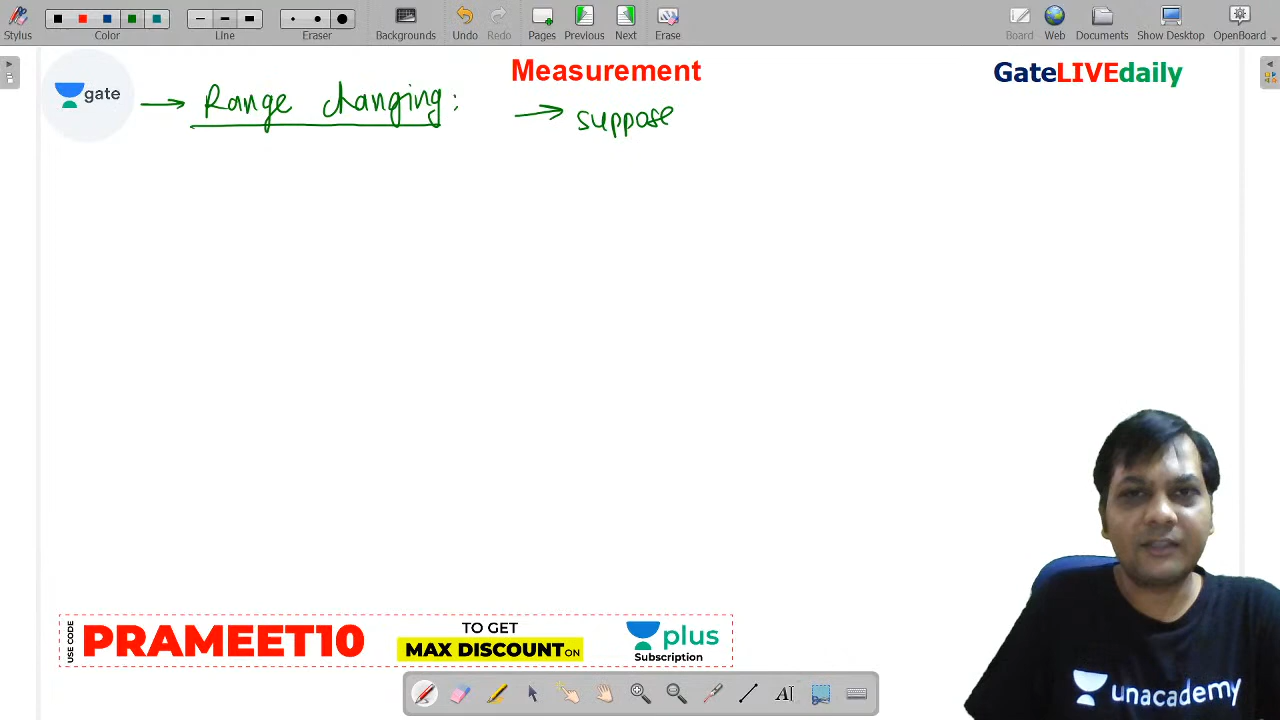 Stylus Color Line Eraser Backgrounds Undo Redo Pages Previous Next Erase Board Web Documents Show Desktop OpenBoard
Measurement
GateLIVEdaily
gate → Range changing: → suppose
USE CODE
PRAMEET10
TO GET
MAX DISCOUNT ON
plus
Subscription
unacademy
AI